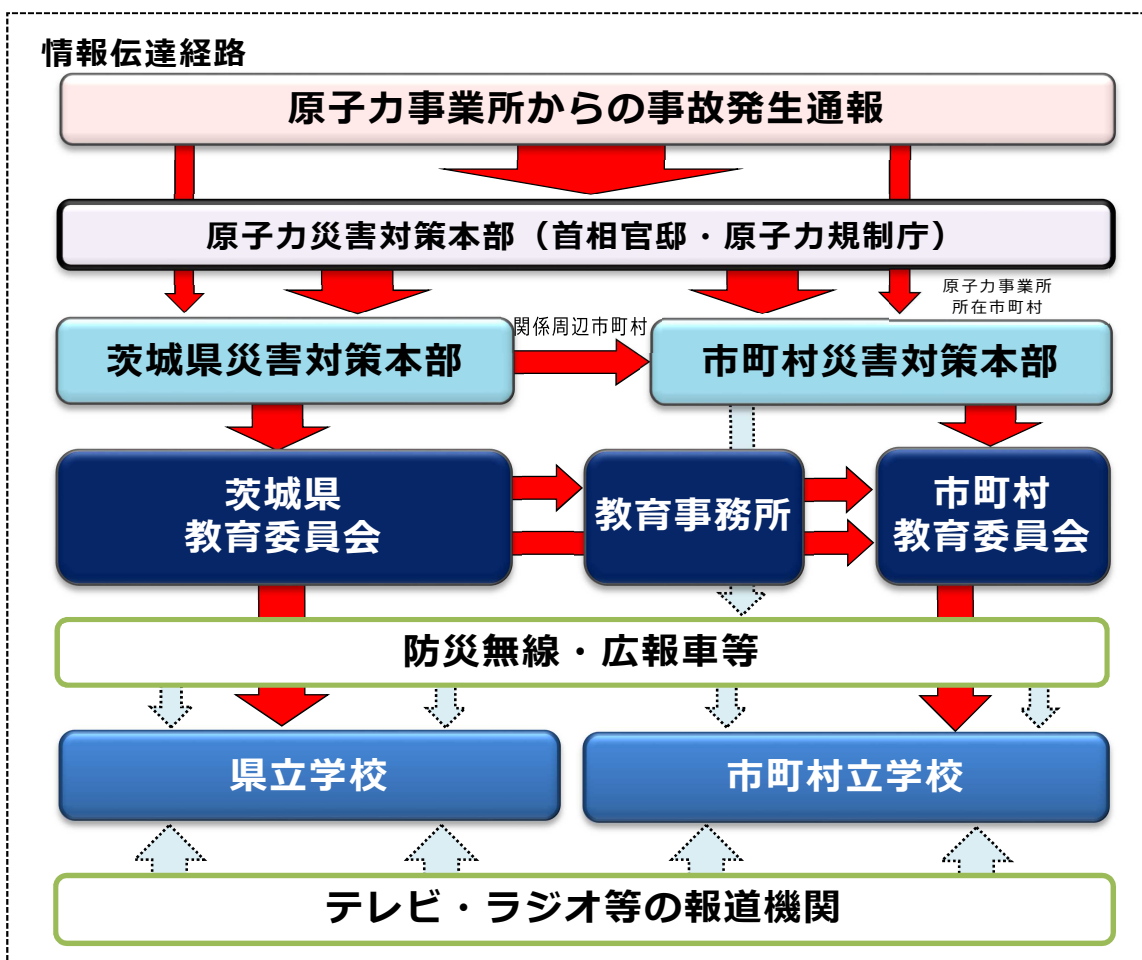 情報伝達経路
原子力事業所からの事故発生通報
原子力災害対策本部（首相官邸・原子力規制庁）
原子力事業所
所在市町村
関係周辺市町村
茨城県災害対策本部
市町村災害対策本部
茨城県
教育委員会
教育事務所
市町村
教育委員会
防災無線・広報車等
県立学校
市町村立学校
テレビ・ラジオ等の報道機関